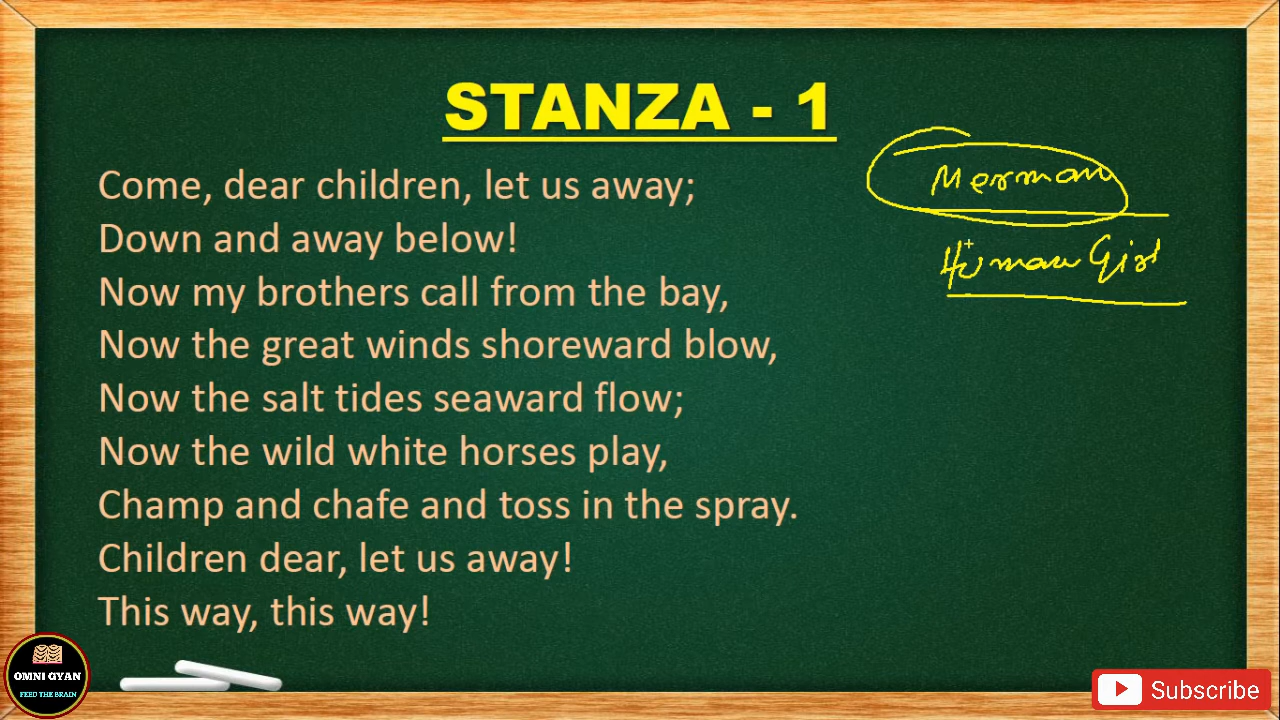 STANZA - 1
Come, dear children, let us away;
Down and away below!
Now my brothers call from the bay,
Now the great winds shoreward blow,
Now the salt tides seaward flow;
Now the wild white horses play,
Champ and chafe and toss in the spray.
Children dear, let us away!
This way, this way!
Merman
Human Girl
OMNI GYAN
FEED THE BRAIN
Subscribe